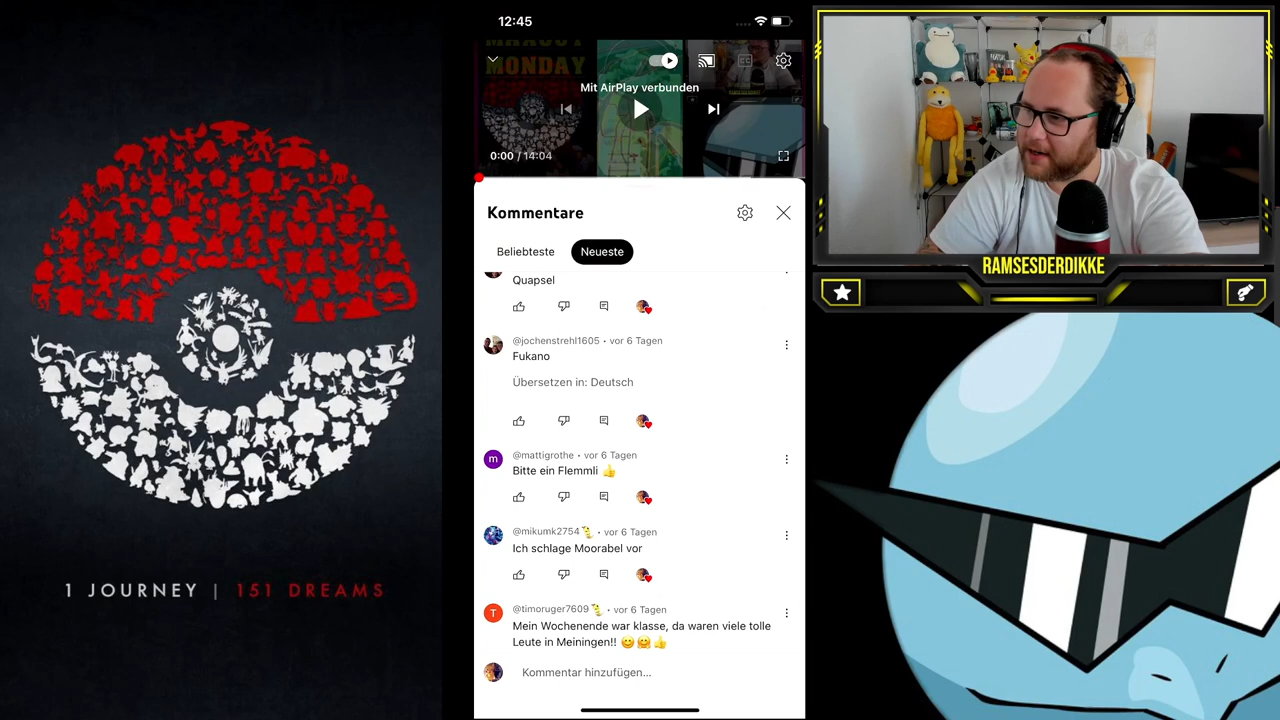 1 JOURNEY | 151 DREAMS
12:45
MONDAY
Mit AirPlay verbunden
0:00 / 14:04
Kommentare
Beliebteste
Neueste
Quapsel
@jochenstrehl1605 • vor 6 Tagen
Fukano
Übersetzen in: Deutsch
m
@mattigrothe • vor 6 Tagen
Bitte ein Flemmli 👍
@mikumk2754 • vor 6 Tagen
Ich schlage Moorabel vor
T
@timoruger7609 • vor 6 Tagen
Mein Wochenende war klasse, da waren viele tolle
Leute in Meiningen!! 😊🤗👍
Kommentar hinzufügen...
RAMSESDERDIKKE